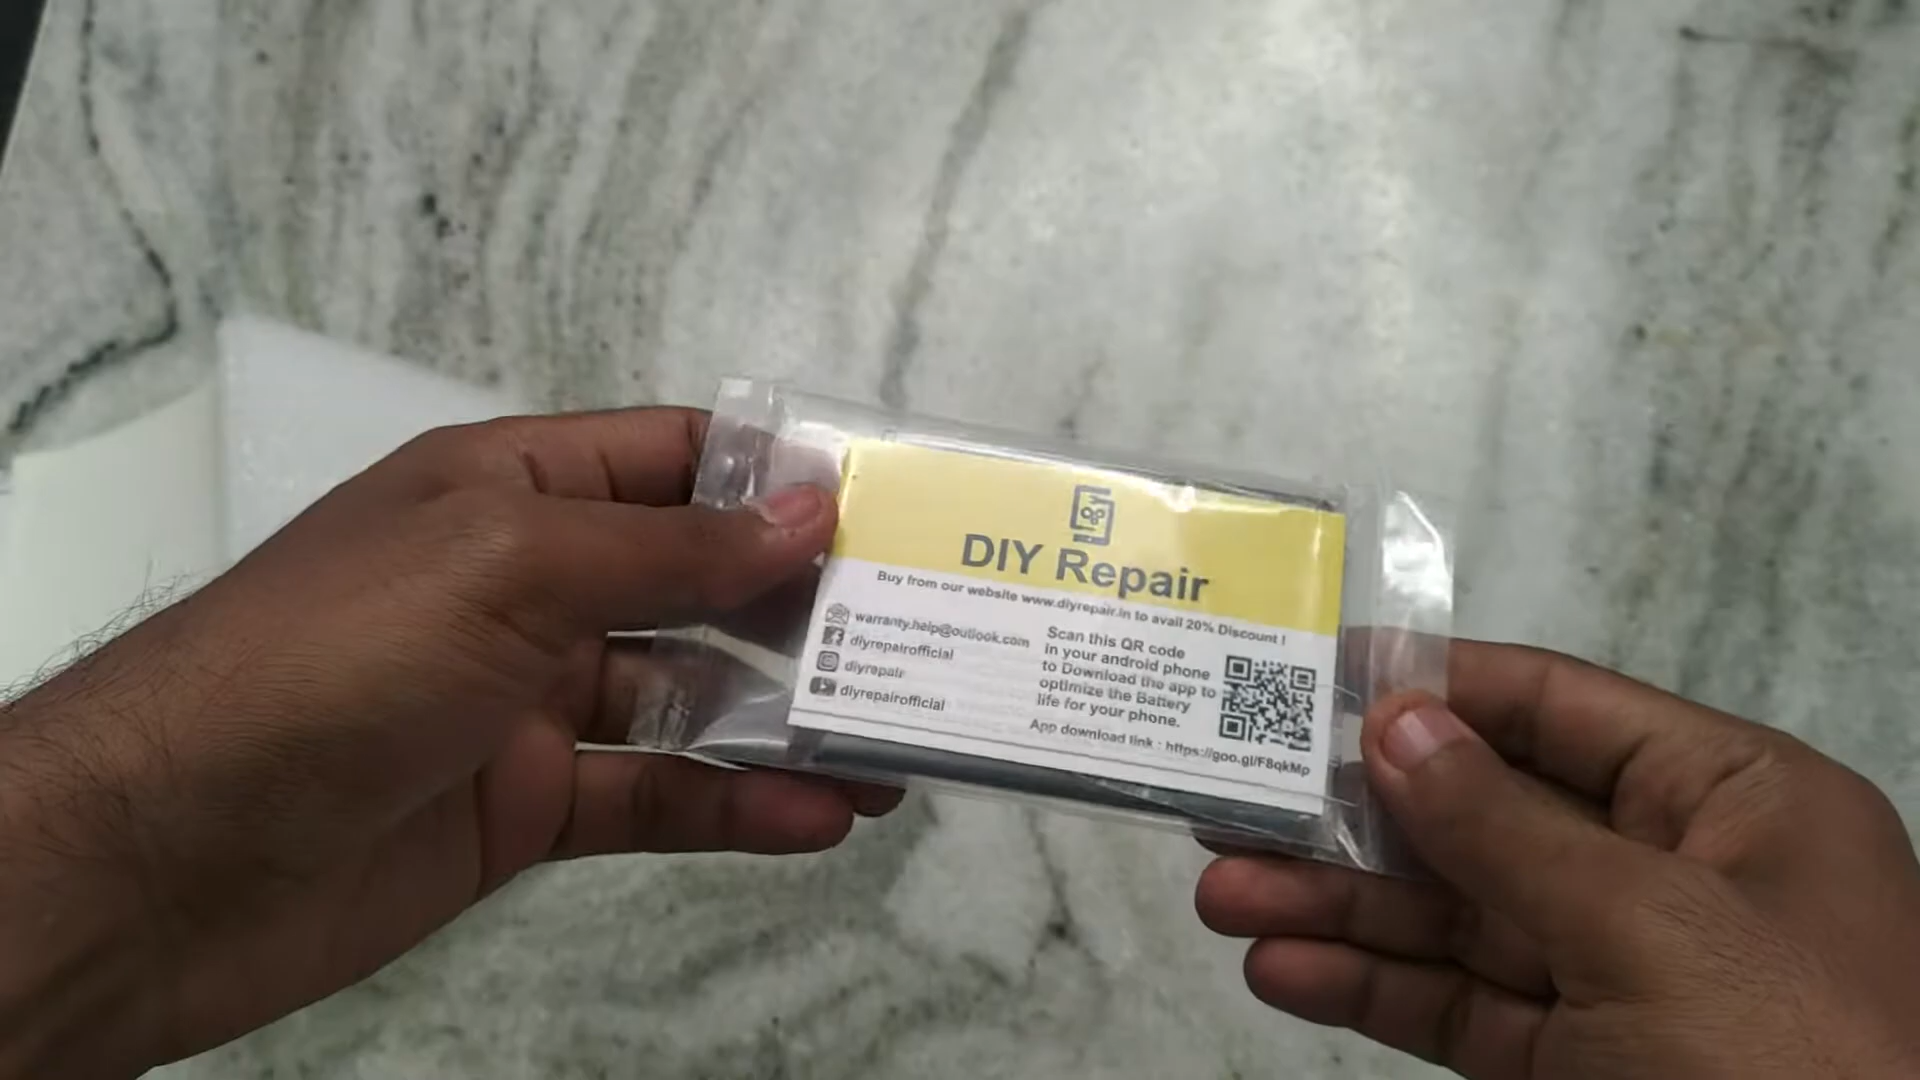 DIY Repair
Buy from our website www.diyrepair.in to avail 20% Discount !
warranty.help@outlook.com
diyrepairofficial
diyrepair
diyrepairofficial
Scan this QR code
in your android phone
to Download the app to
optimize the Battery
life for your phone.
App download link : https://goo.gl/F8qkMp